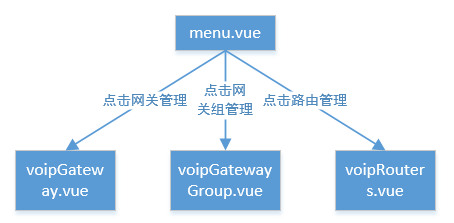 menu.vue
点击网关管理
点击网
关组管理
点击路由管理
voipGatew
ay.vue
voipGateway
Group.vue
voipRouter
s.vue